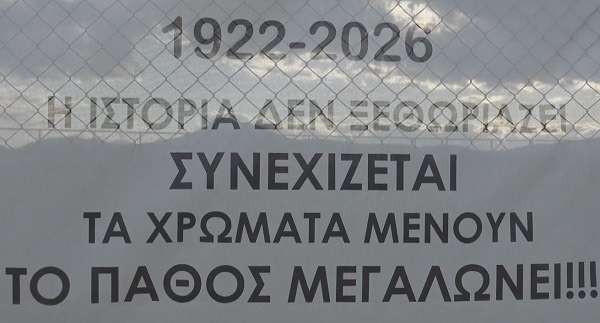 1922-2026
Η ΙΣΤΟΡΙΑ ΔΕΝ ΞΕΘΩΡΙΑΖΕΙ
ΣΥΝΕΧΙΖΕΤΑΙ
ΤΑ ΧΡΩΜΑΤΑ ΜΕΝΟΥΝ
ΤΟ ΠΑΘΟΣ ΜΕΓΑΛΩΝΕΙ!!!